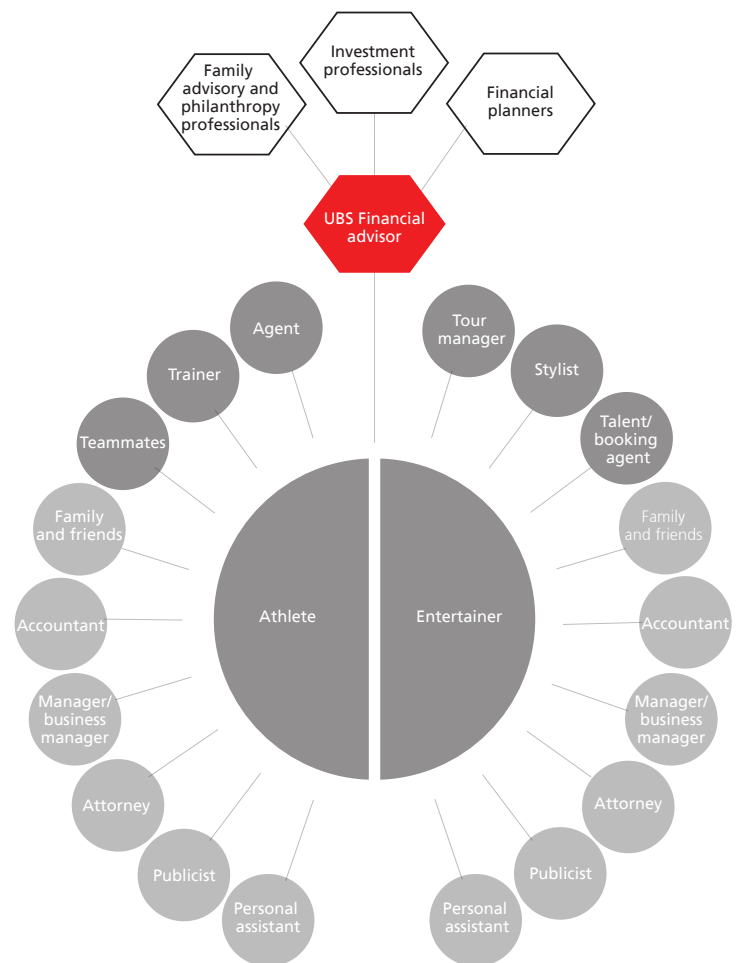 Family
advisory and
philanthropy
professionals
Investment
professionals
Financial
planners
UBS Financial
advisor
Agent
Trainer
Teammates
Family
and friends
Accountant
Manager/
business
manager
Attorney
Publicist
Personal
assistant
Athlete
Entertainer
Tour
manager
Stylist
Talent/
booking
agent
Family
and friends
Accountant
Manager/
business
manager
Attorney
Publicist
Personal
assistant